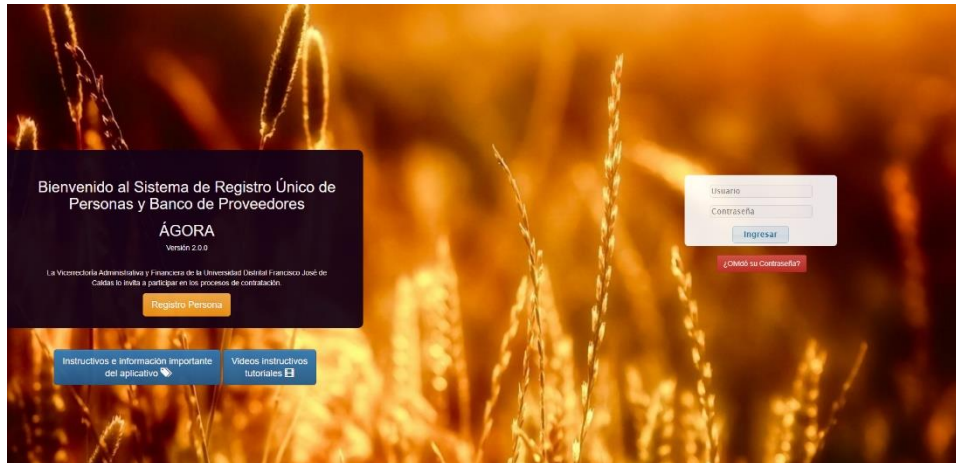 Bienvenido al Sistema de Registro Único de
Personas y Banco de Proveedores
ÁGORA
Versión 2.0.0
La Vicerrectoría Administrativa y Financiera de la Universidad Distrital Francisco José de
Caldas lo invita a participar en los procesos de contratación.
Registro Persona
Instructivos e información importante
del aplicativo
Videos instructivos
tutoriales
Usuario
Contraseña
Ingresar
¿Olvidó su Contraseña?